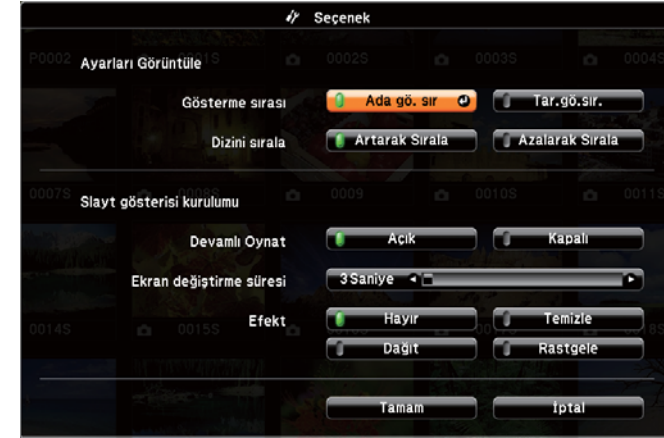 Seçenek
P0002 0001S 0002S 0003S 0004S
Ayarları Görüntüle
Gösterme sırası Ada gö. sır Tar.gö.sır.
Dizini sırala Artarak Sırala Azalarak Sırala
0007S 0008S 0009 0010S 0011S
Slayt gösterisi kurulumu
Devamlı Oynat Açık Kapalı
Ekran değiştirme süresi 3 Saniye
0014S 0015S
Efekt Hayır Temizle
Dağıt Rastgele
Tamam İptal